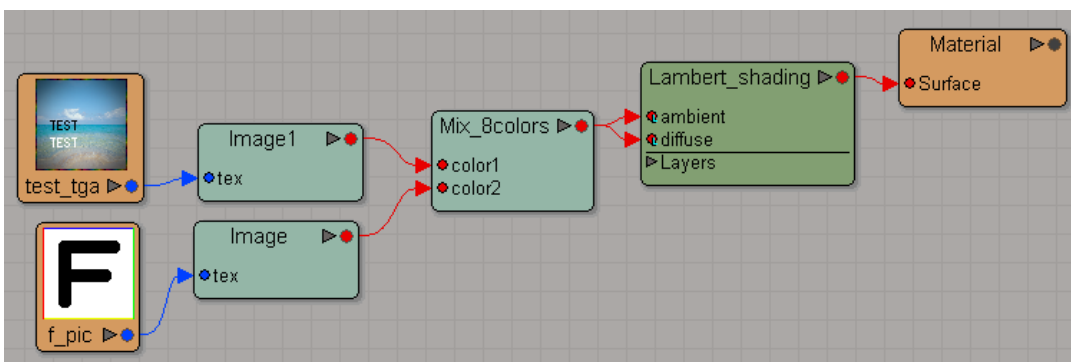 TEST
TEST
test_tga
Image1
tex
F
f_pic
Image
tex
Mix_8colors
color1
color2
Lambert_shading
ambient
diffuse
Layers
Material
Surface